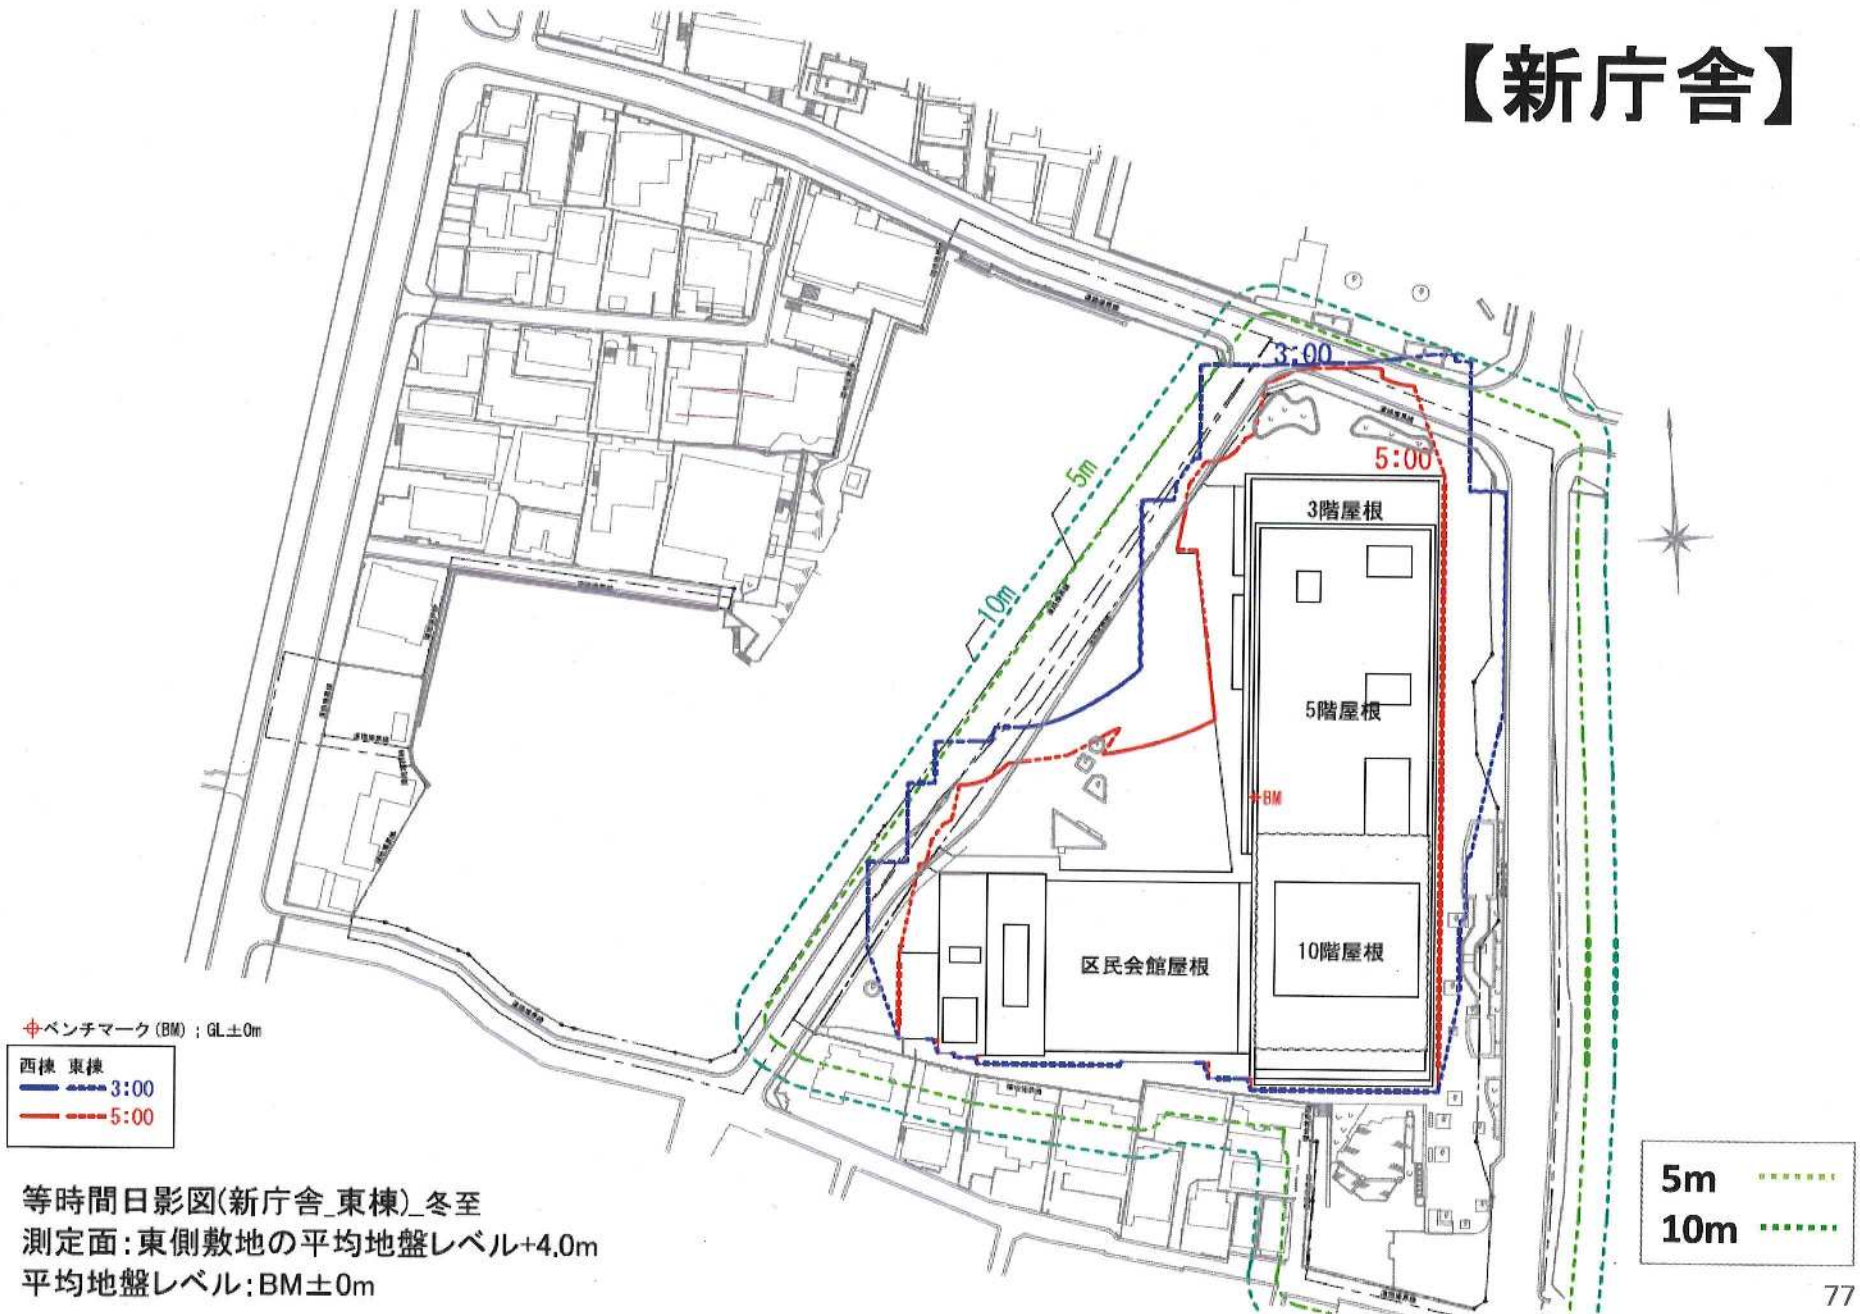 【新庁舎】
3:00
5:00
5m
10m
3階屋根
5階屋根
BM
区民会館屋根
10階屋根
ベンチマーク(BM) ; GL±0m
西棟 東棟
3:00
5:00
等時間日影図(新庁舎_東棟)_冬至
測定面:東側敷地の平均地盤レベル+4.0m
平均地盤レベル:BM±0m
5m
10m
77